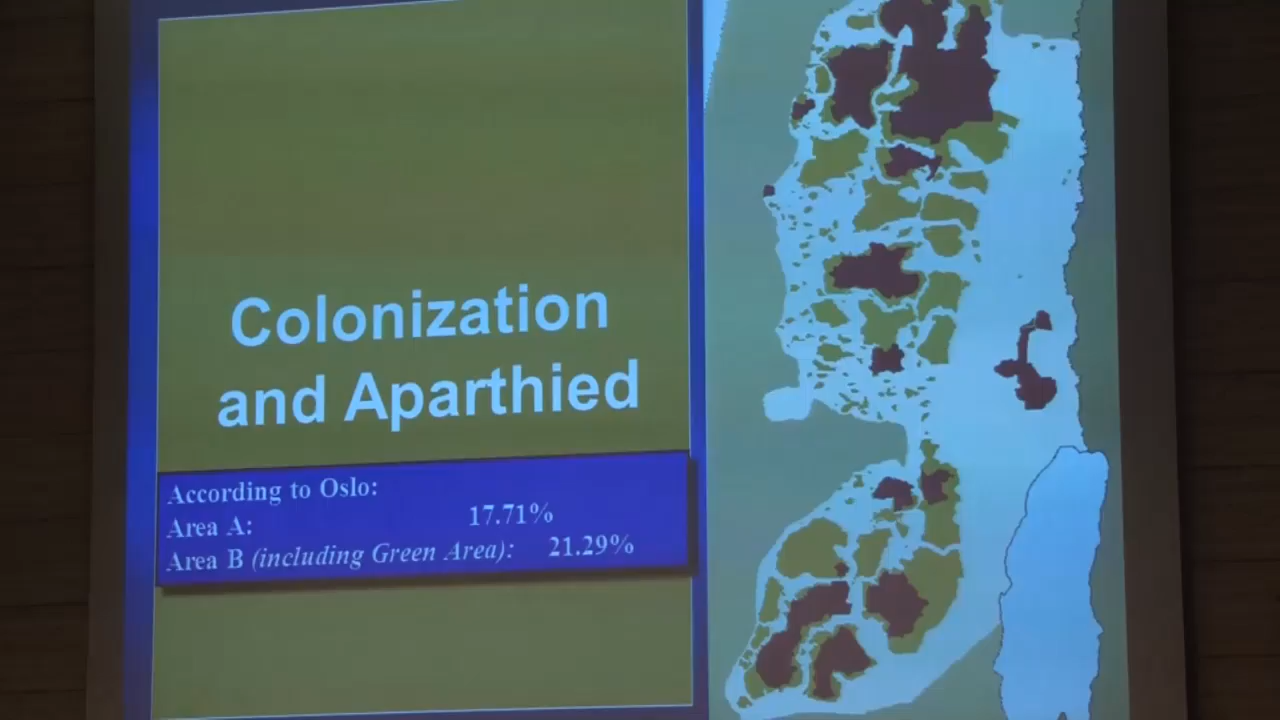 Colonization
and Aparthied
According to Oslo:
Area A: 17.71%
Area B (including Green Area): 21.29%